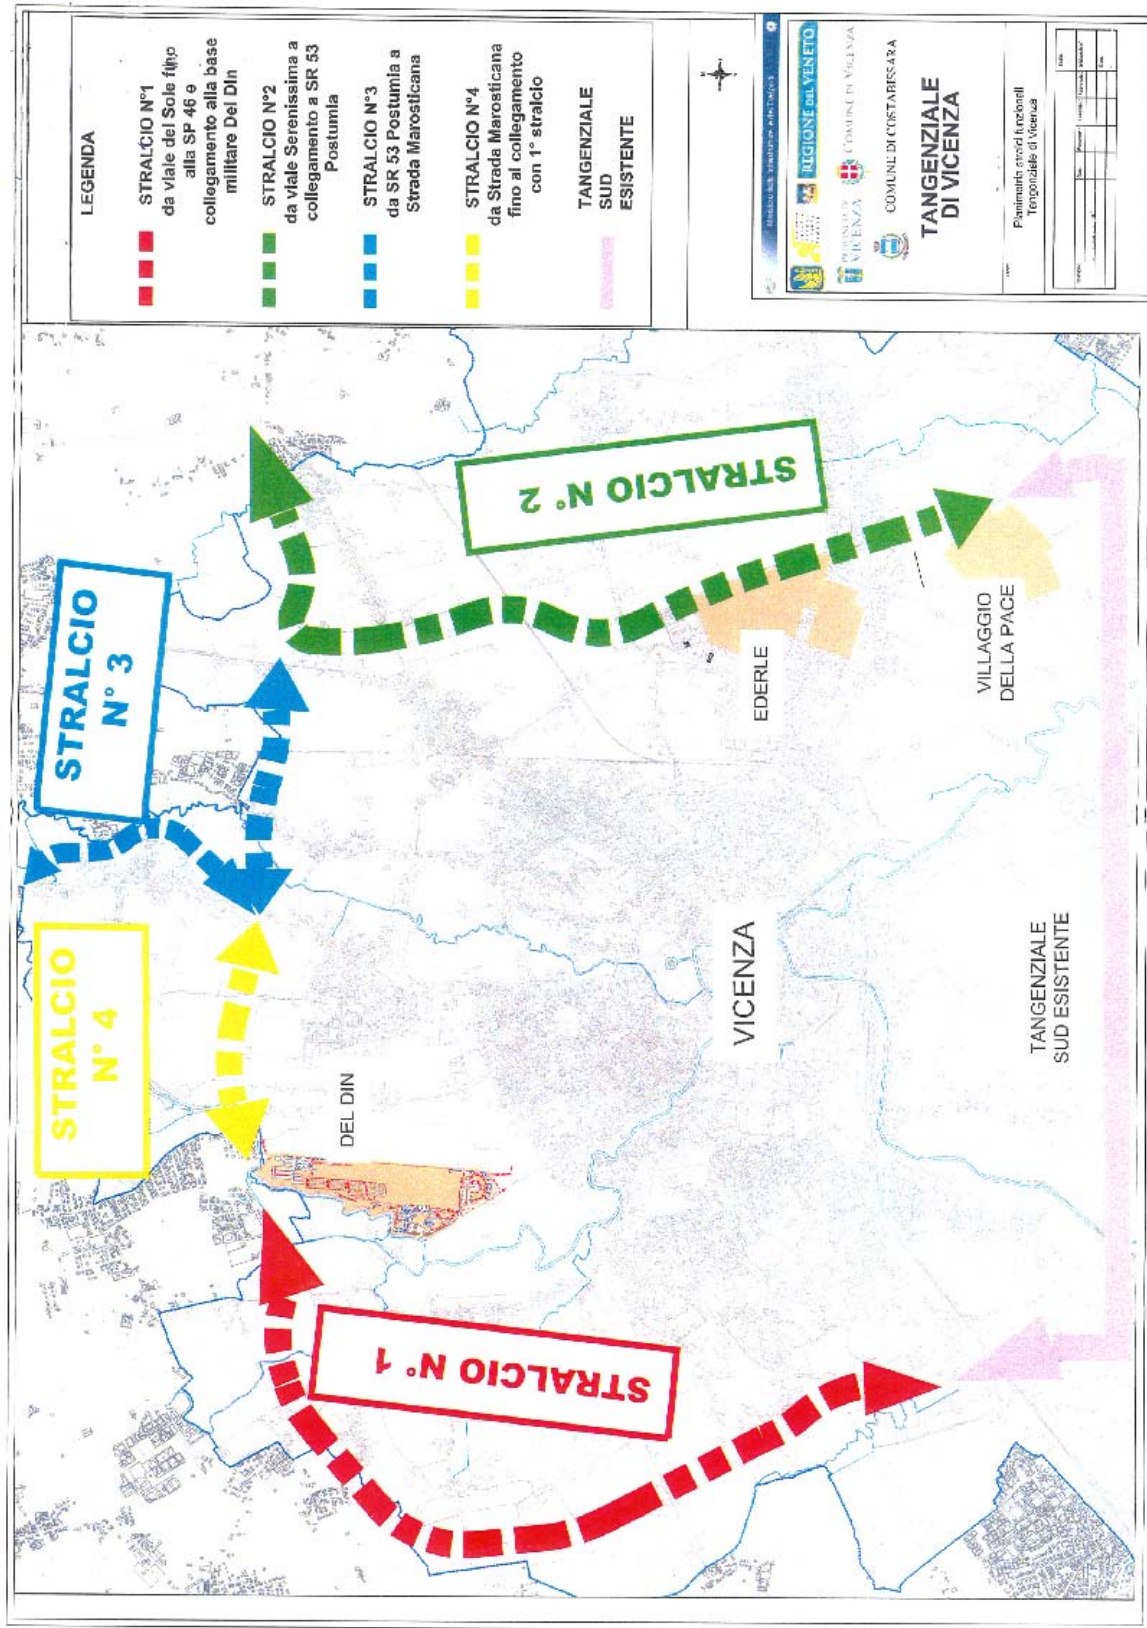 LEGENDA
STRALCIO N°1
da viale del Sole fino
alla SP 46 e
collegamento alla base
militare Del Din
STRALCIO N°2
da viale Serenissima a
collegamento a SR 53
Postumia
STRALCIO N°3
da SR 53 Postumia a
Strada Marosticana
STRALCIO N°4
da Strada Marosticana
fino al collegamento
con 1° stralcio
TANGENZIALE
SUD
ESISTENTE
REGIONE DEL VENETO
PROVINCIA DI
VICENZA
COMUNE DI VICENZA
COMUNE DI COSTABISSARA
TANGENZIALE
DI VICENZA
Planimetria stralci funzionali
Tangenziale di Vicenza
STRALCIO
N° 3
STRALCIO
N° 4
STRALCIO N° 2
STRALCIO N° 1
DEL DIN
EDERLE
VICENZA
VILLAGGIO
DELLA PACE
TANGENZIALE
SUD ESISTENTE